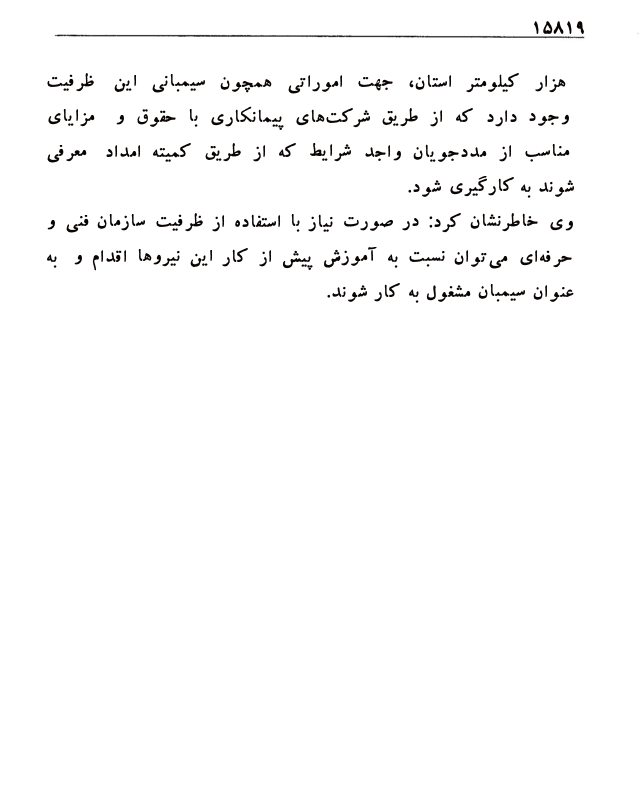 ۱۵۸۱۹
هزار کیلومتر استان، جهت اموراتی همچون سیمبانی این ظرفیت
وجود دارد که از طریق شرکت‌های پیمانکاری با حقوق و مزایای
مناسب از مددجویان واجد شرایط که از طریق کمیته امداد معرفی
شوند به کارگیری شود.
وی خاطرنشان کرد: در صورت نیاز با استفاده از ظرفیت سازمان فنی و
حرفه‌ای می‌توان نسبت به آموزش پیش از کار این نیروها اقدام و به
عنوان سیمبان مشغول به کار شوند.